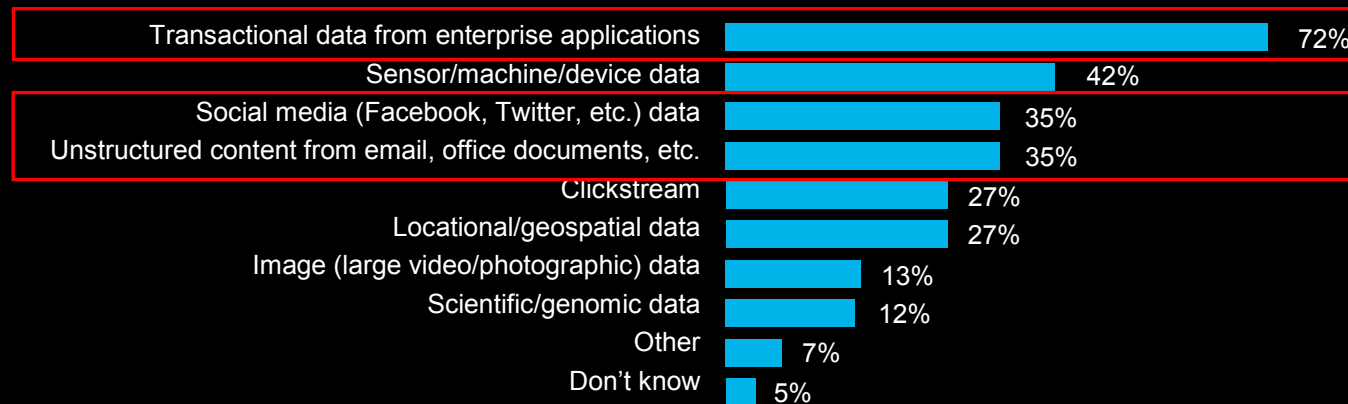 Transactional data from enterprise applications 72%
Sensor/machine/device data 42%
Social media (Facebook, Twitter, etc.) data 35%
Unstructured content from email, office documents, etc. 35%
Clickstream 27%
Locational/geospatial data 27%
Image (large video/photographic) data 13%
Scientific/genomic data 12%
Other 7%
Don’t know 5%